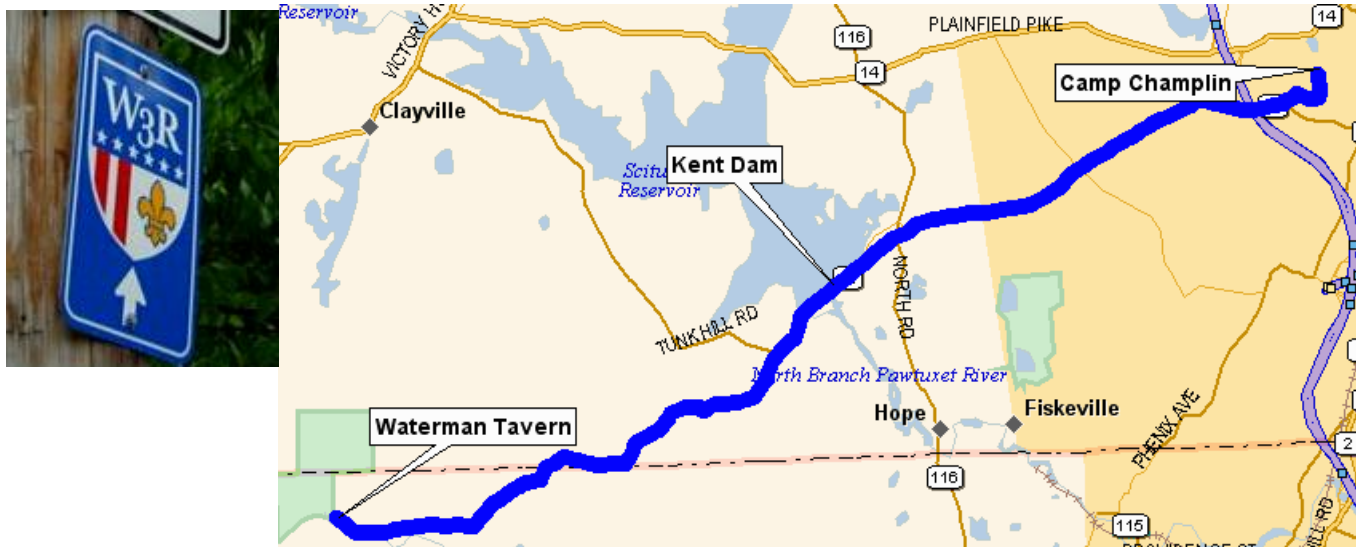 W3R
Reservoir
VICTORY H
Clayville
116
PLAINFIELD PIKE
14
14
Camp Champlin
Kent Dam
Reservoir
NORTH RD
TUNK HILL RD
North Branch Pawtuxet River
Waterman Tavern
Hope
Fiskeville
PHENIX AVE
116
2
115